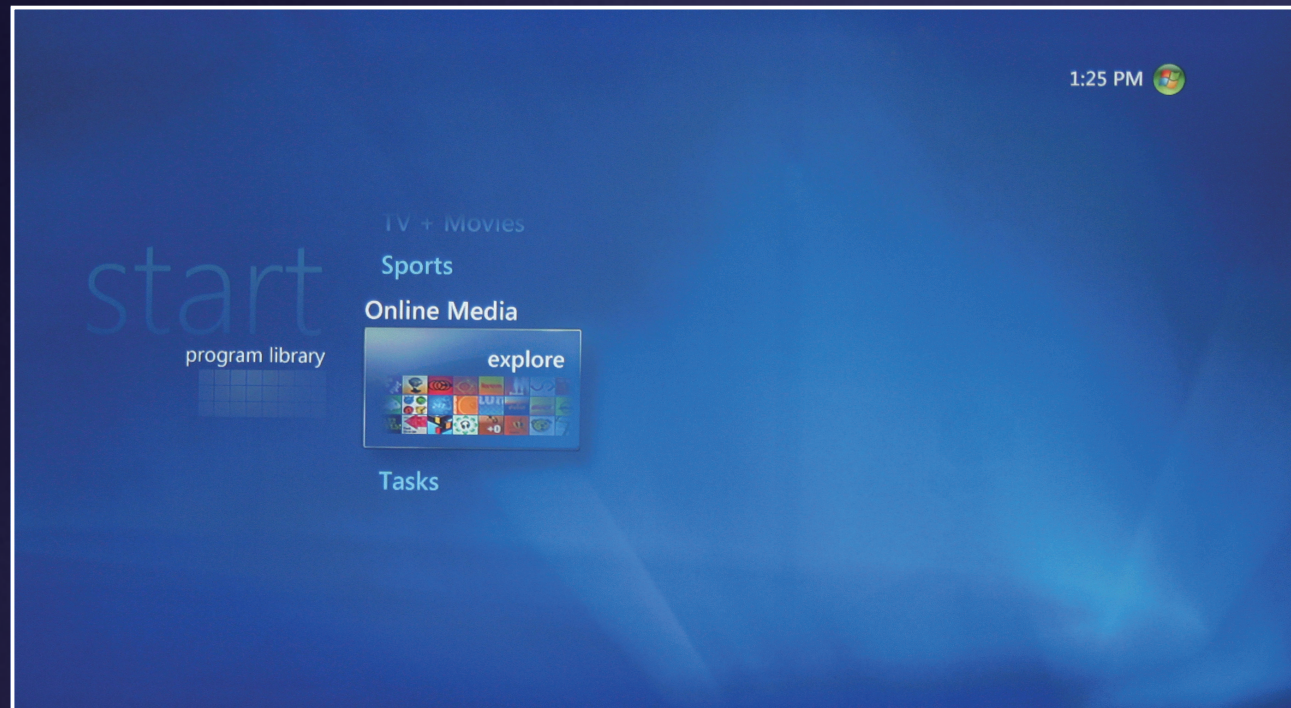 1:25 PM
TV + Movies
Sports
start
Online Media
program library
explore
Tasks